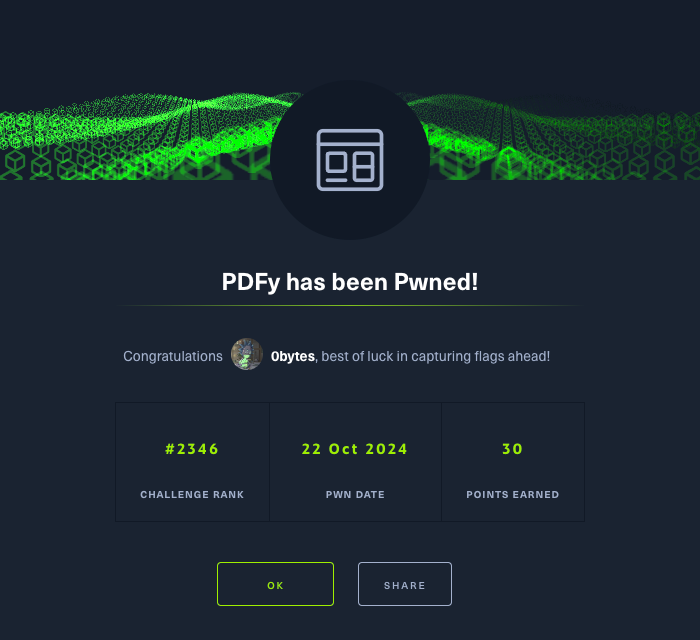 PDFy has been Pwned!
Congratulations 0bytes, best of luck in capturing flags ahead!
#2346 22 Oct 2024 30
CHALLENGE RANK PWN DATE POINTS EARNED
OK SHARE